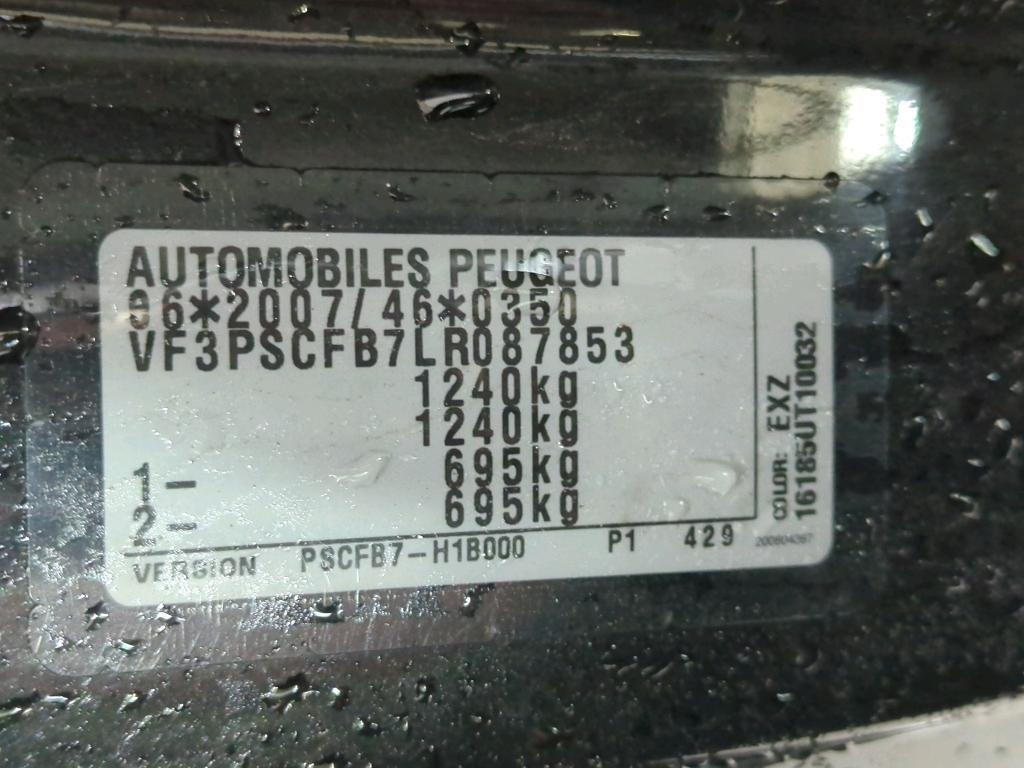 AUTOMOBILES PEUGEOT
e6*2007/46*0350
VF3PSCFB7LR087853
1240kg
1240kg
1- 695kg
2- 695kg
VERSION PSCFB7-H1B000 P1 429
COLOR: EXZ
16185UT10032